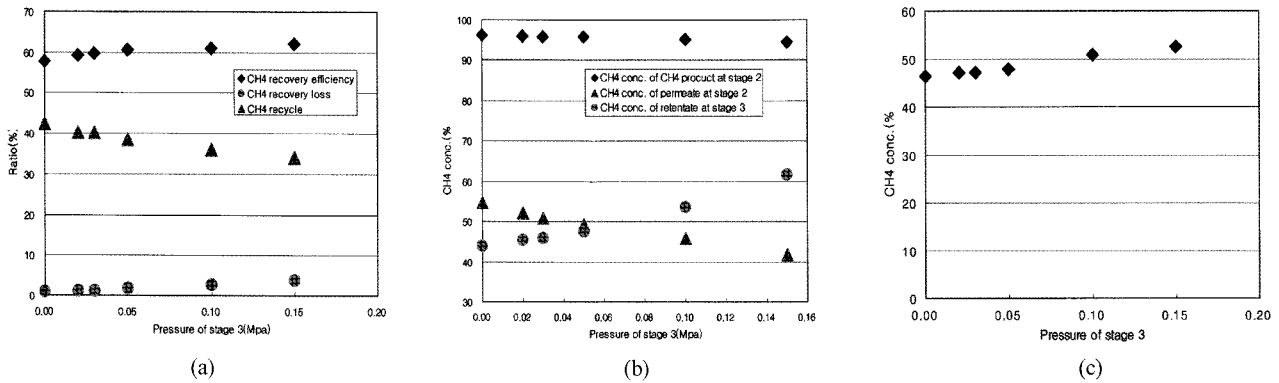 70
60
50
40
30
20
10
0
Ratio(%)
◆ CH4 recovery efficiency
CH4 recovery loss
▲ CH4 recycle
0.00 0.05 0.10 0.15 0.20
Pressure of stage 3(Mpa)
(a)
100
90
80
70
60
50
40
30
CH4 conc.(%
◆ CH4 conc. of CH4 product at stage 2
▲ CH4 conc. of permeate at stage 2
CH4 conc. of retentate at stage 3
0.00 0.02 0.04 0.06 0.08 0.10 0.12 0.14 0.16
Pressure of stage 3(Mpa)
(b)
60
50
40
30
20
10
0
CH4 conc.(%
0.00 0.05 0.10 0.15 0.20
Pressure of stage 3
(c)